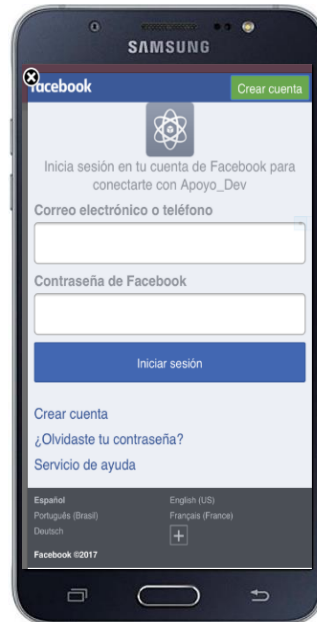 SAMSUNG
facebook
Crear cuenta
Inicia sesión en tu cuenta de Facebook para
conectarte con Apoyo_Dev
Correo electrónico o teléfono
Contraseña de Facebook
Iniciar sesión
Crear cuenta
¿Olvidaste tu contraseña?
Servicio de ayuda
Español English (US)
Português (Brasil) Français (France)
Deutsch
Facebook ©2017